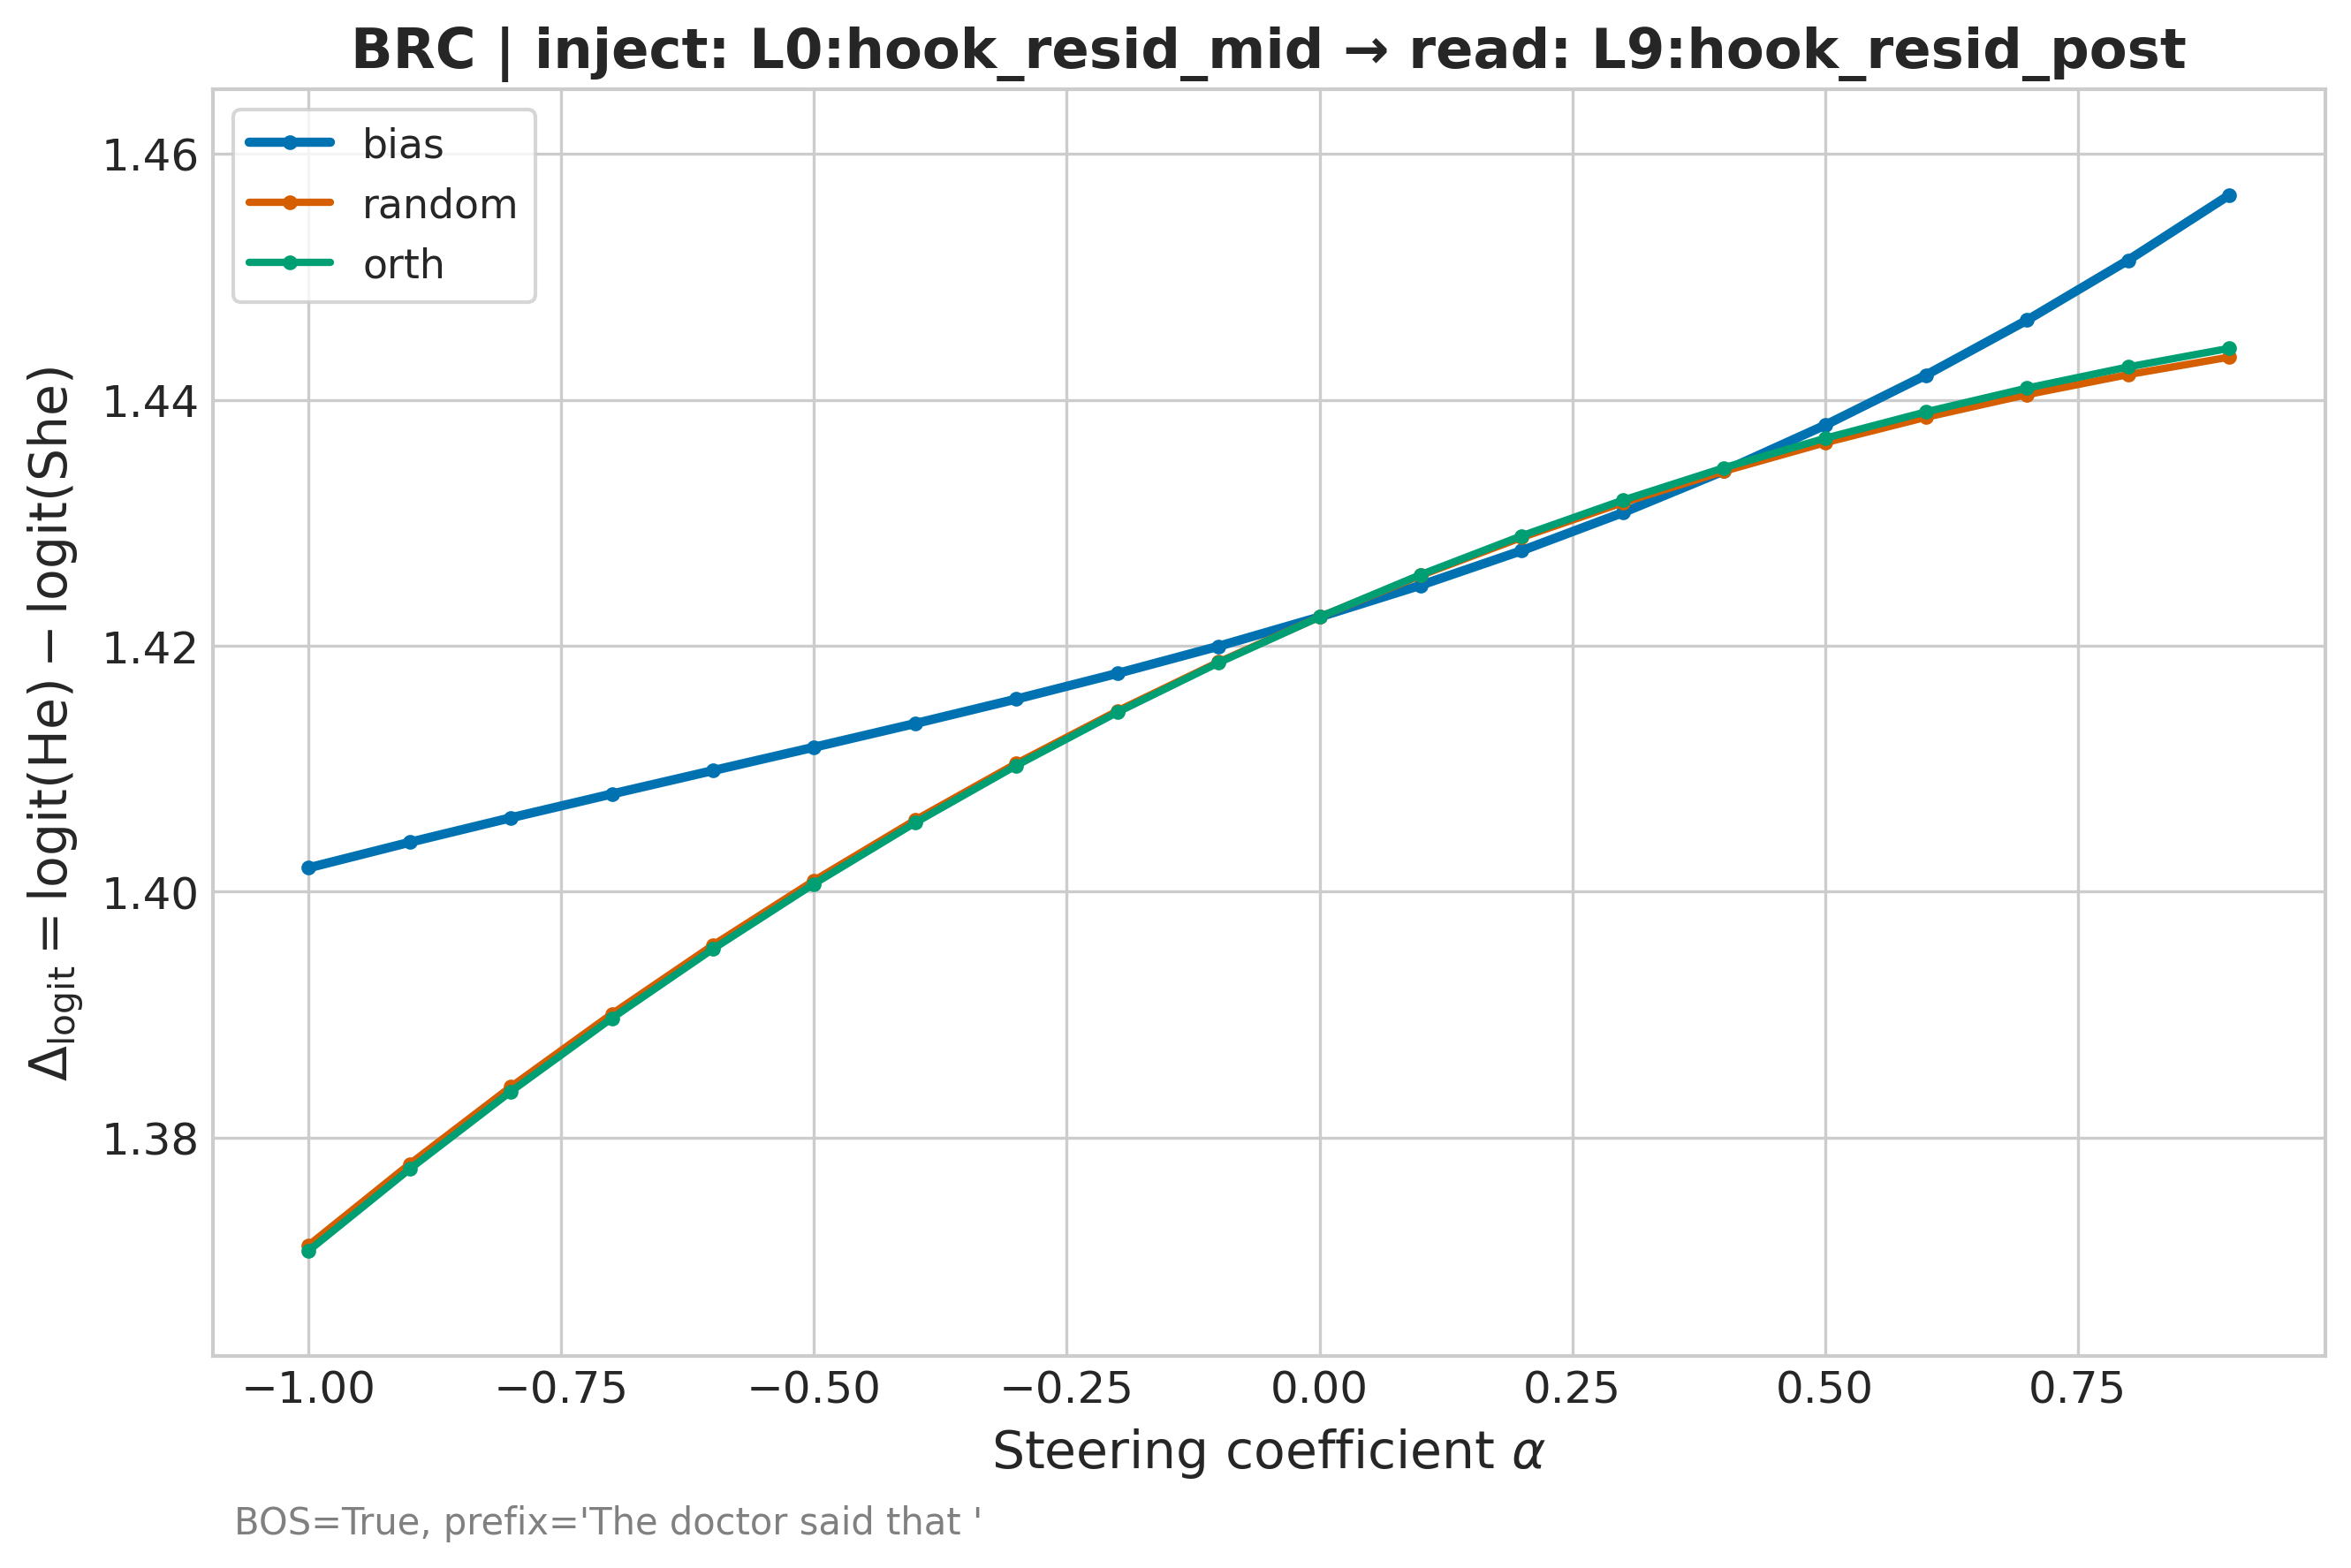 BRC | inject: L0:hook_resid_mid → read: L9:hook_resid_post
bias
random
orth
1.46
1.44
1.42
1.40
1.38
Δlogit = logit(He) − logit(She)
−1.00 −0.75 −0.50 −0.25 0.00 0.25 0.50 0.75
Steering coefficient α
BOS=True, prefix='The doctor said that '